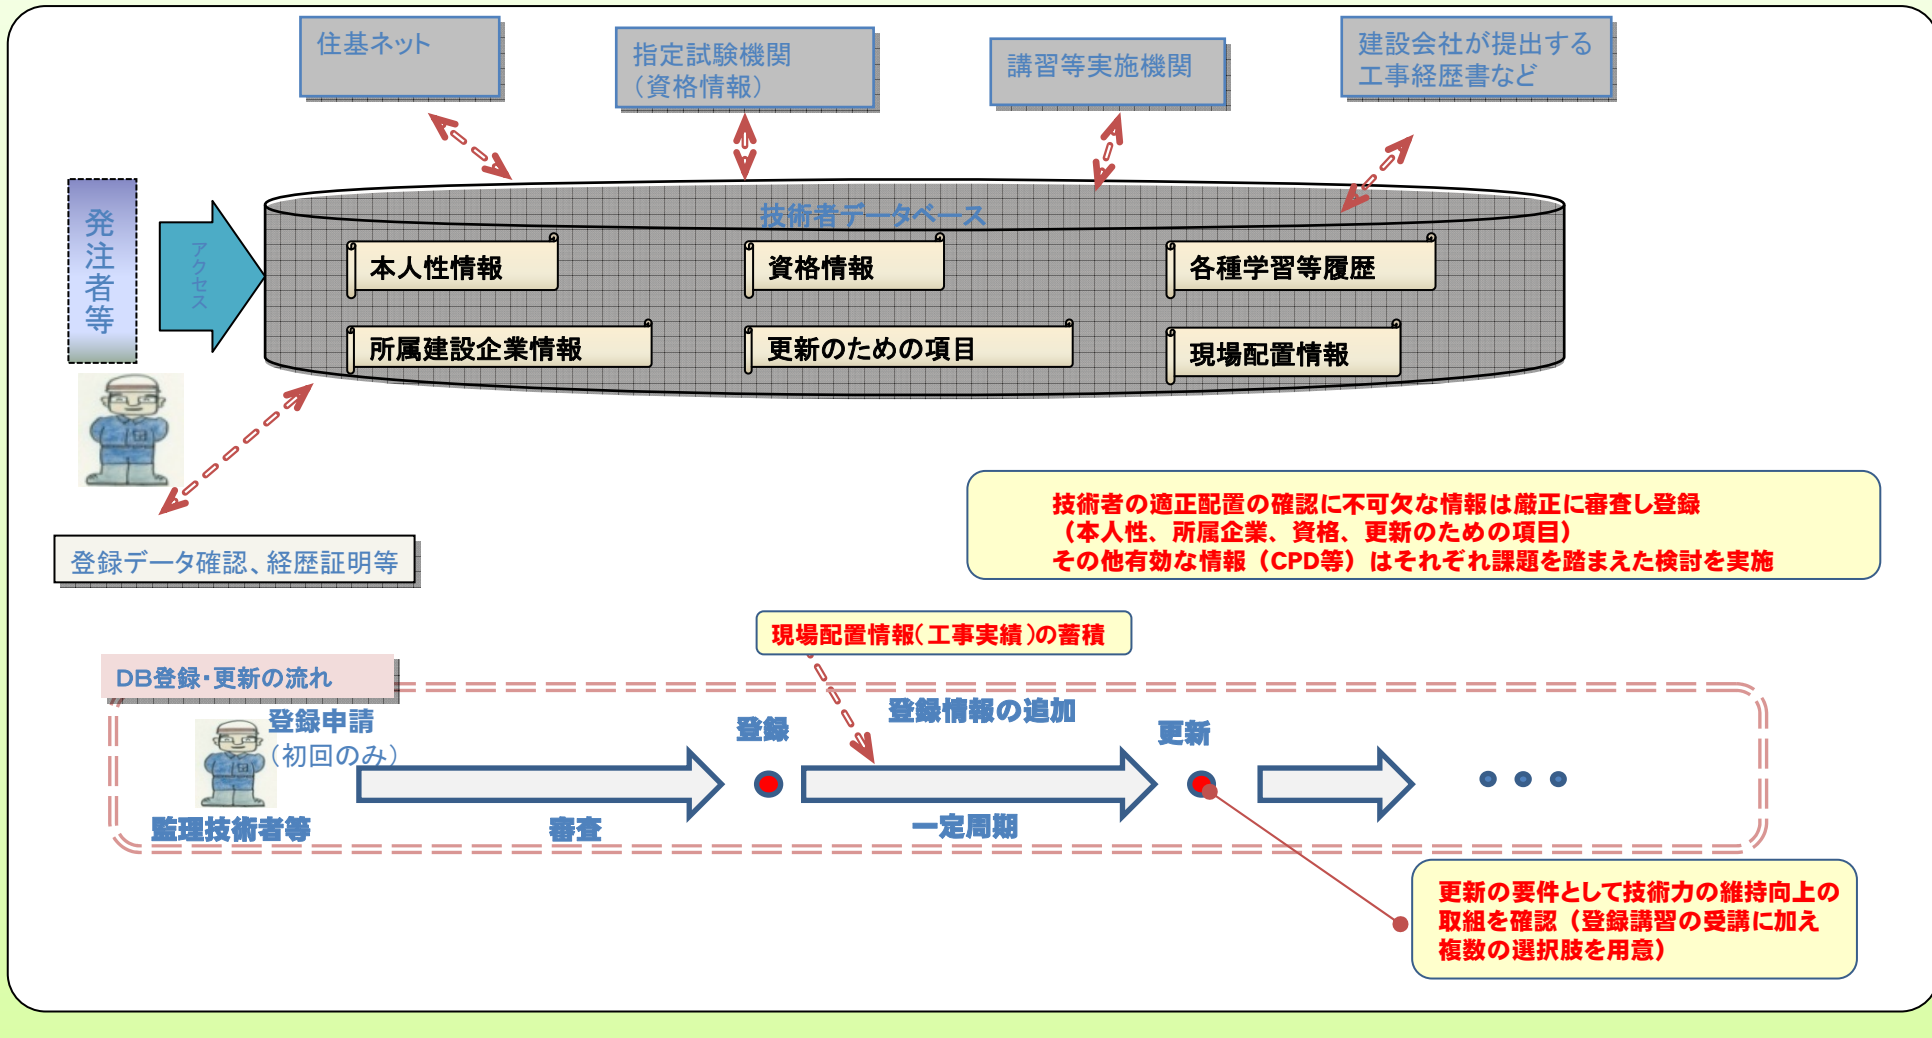 住基ネット
指定試験機関
（資格情報）
講習等実施機関
建設会社が提出する
工事経歴書など
発注者等
アクセス
技術者データベース
本人性情報
資格情報
各種学習等履歴
所属建設企業情報
更新のための項目
現場配置情報
登録データ確認、経歴証明等
技術者の適正配置の確認に不可欠な情報は厳正に審査し登録
（本人性、所属企業、資格、更新のための項目）
その他有効な情報（CPD等）はそれぞれ課題を踏まえた検討を実施
現場配置情報（工事実績）の蓄積
DB登録・更新の流れ
登録申請
（初回のみ）
登録
登録情報の追加
更新
監理技術者等
審査
一定周期
更新の要件として技術力の維持向上の
取組を確認（登録講習の受講に加え
複数の選択肢を用意）